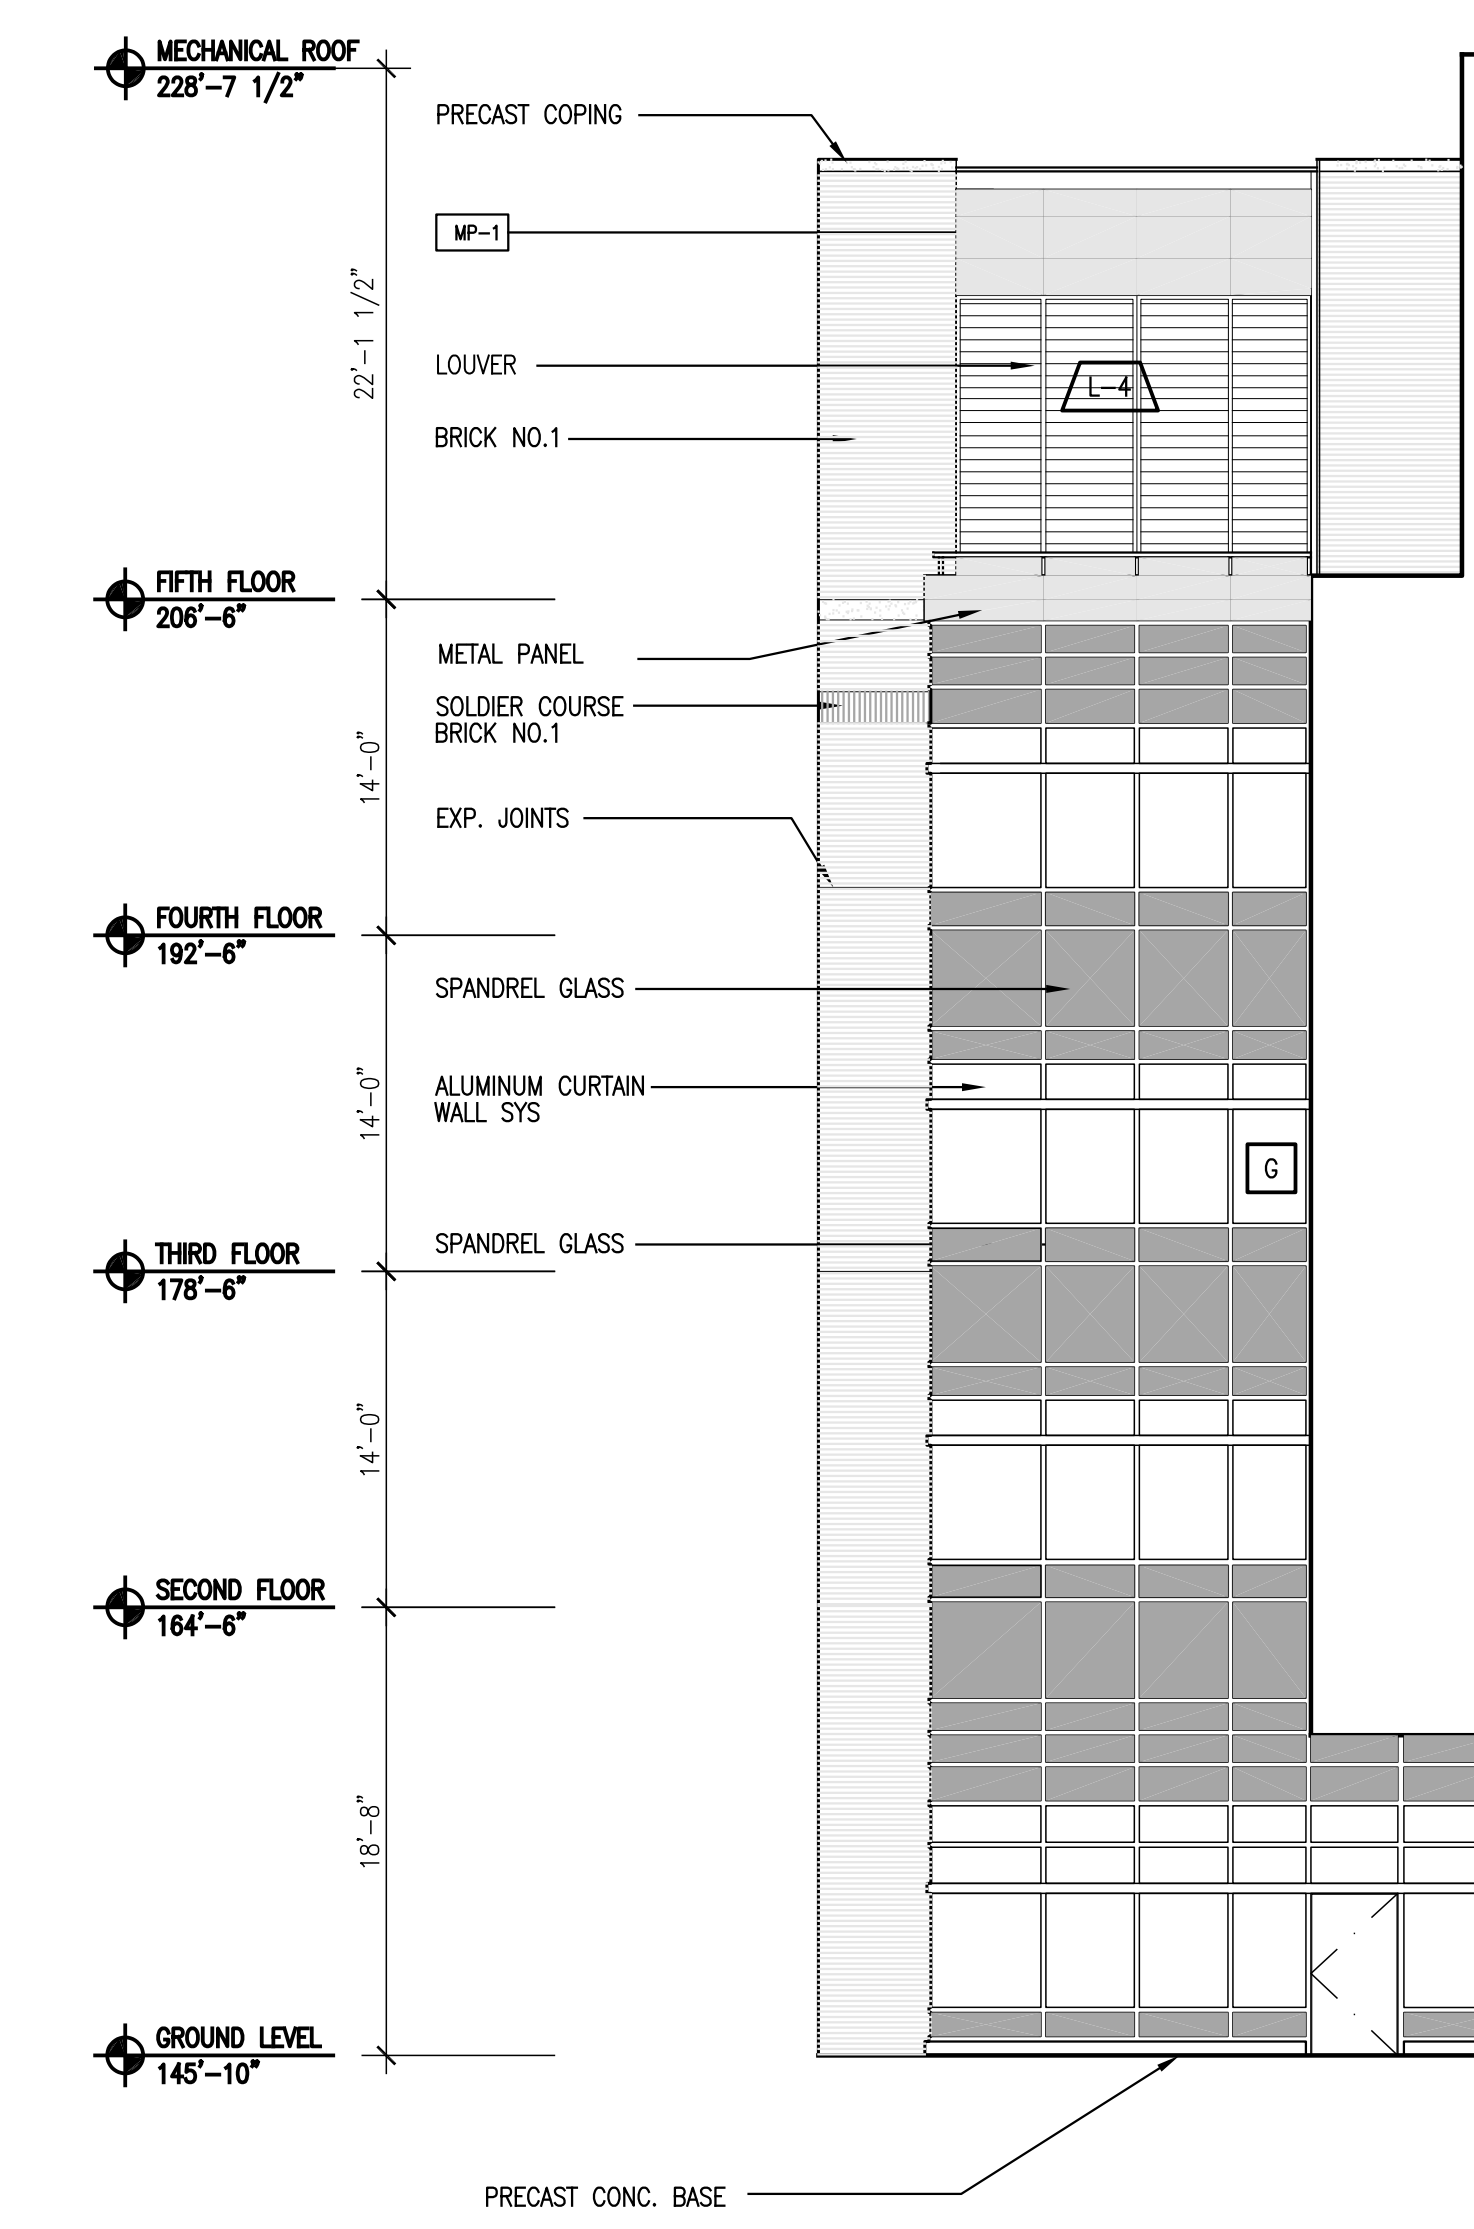 MECHANICAL ROOF
228'-7 1/2"
PRECAST COPING
MP-1
22'-1 1/2"
LOUVER
L-4
BRICK NO.1
FIFTH FLOOR
206'-6"
METAL PANEL
SOLDIER COURSE
BRICK NO.1
14'-0"
EXP. JOINTS
FOURTH FLOOR
192'-6"
SPANDREL GLASS
14'-0"
ALUMINUM CURTAIN
WALL SYS
G
SPANDREL GLASS
THIRD FLOOR
178'-6"
14'-0"
SECOND FLOOR
164'-6"
18'-8"
GROUND LEVEL
145'-10"
PRECAST CONC. BASE